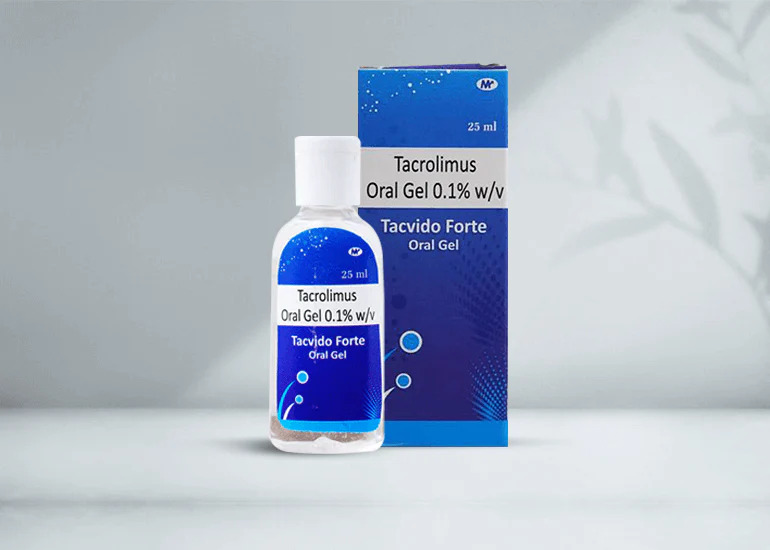 25 ml
Tacrolimus
Oral Gel 0.1% w/v
Tacvido Forte
Oral Gel
25 ml
Tacrolimus
Oral Gel 0.1% w/v
Tacvido Forte
Oral Gel